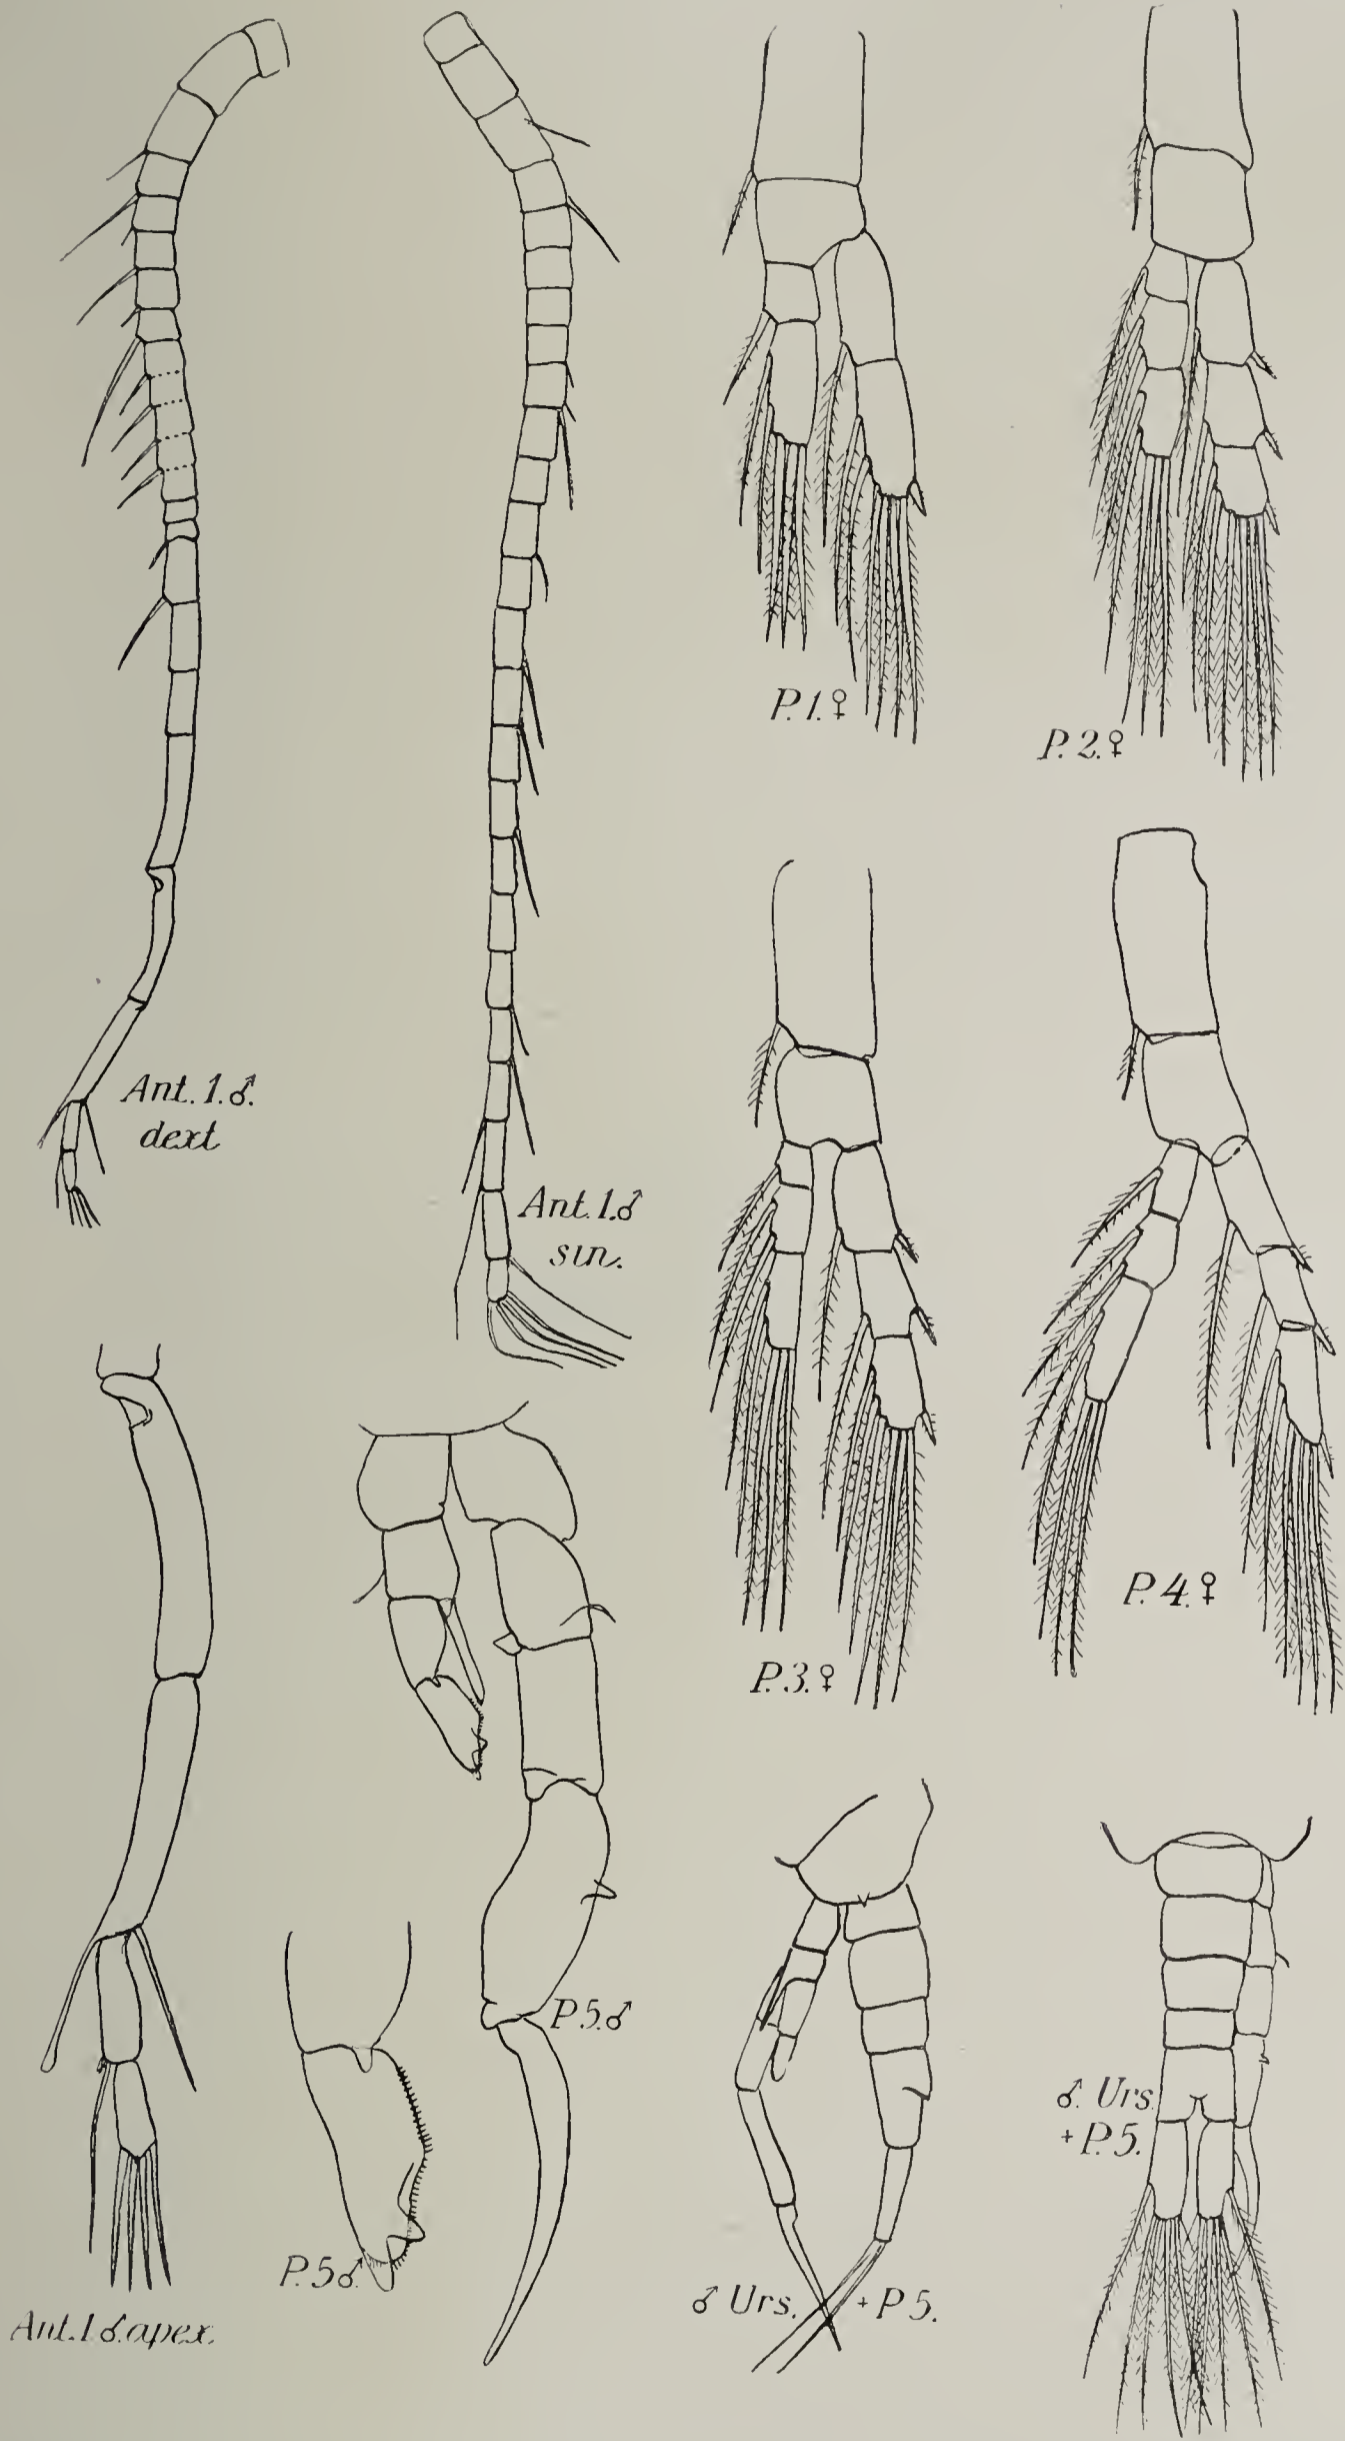 P. 1. ♀
P. 2. ♀
Ant. 1. ♂.
dext
Ant. 1. ♂
sin.
P. 3. ♀
P. 4. ♀
P. 5. ♂
♂ Urs.
+ P. 5.
P. 5 ♂.
♂ Urs. + P 5.
Ant. 1 ♂. apex.